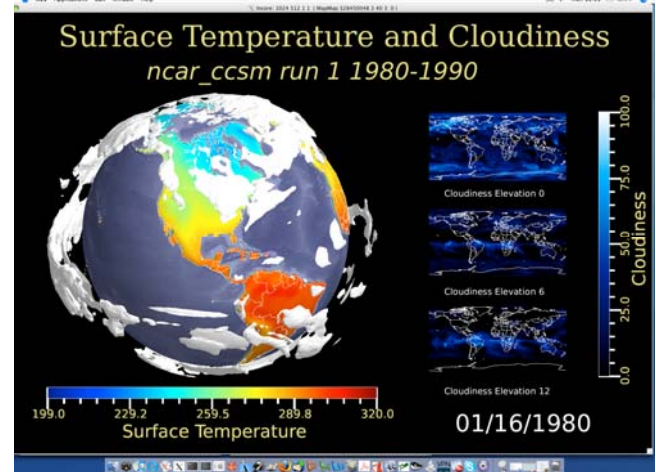 Surface Temperature and Cloudiness
ncar_ccsm run 1 1980-1990
Cloudiness Elevation 0
Cloudiness Elevation 6
Cloudiness Elevation 12
100.0
75.0
50.0
25.0
0.0
Cloudiness
199.0 229.2 259.5 289.8 320.0
Surface Temperature
01/16/1980